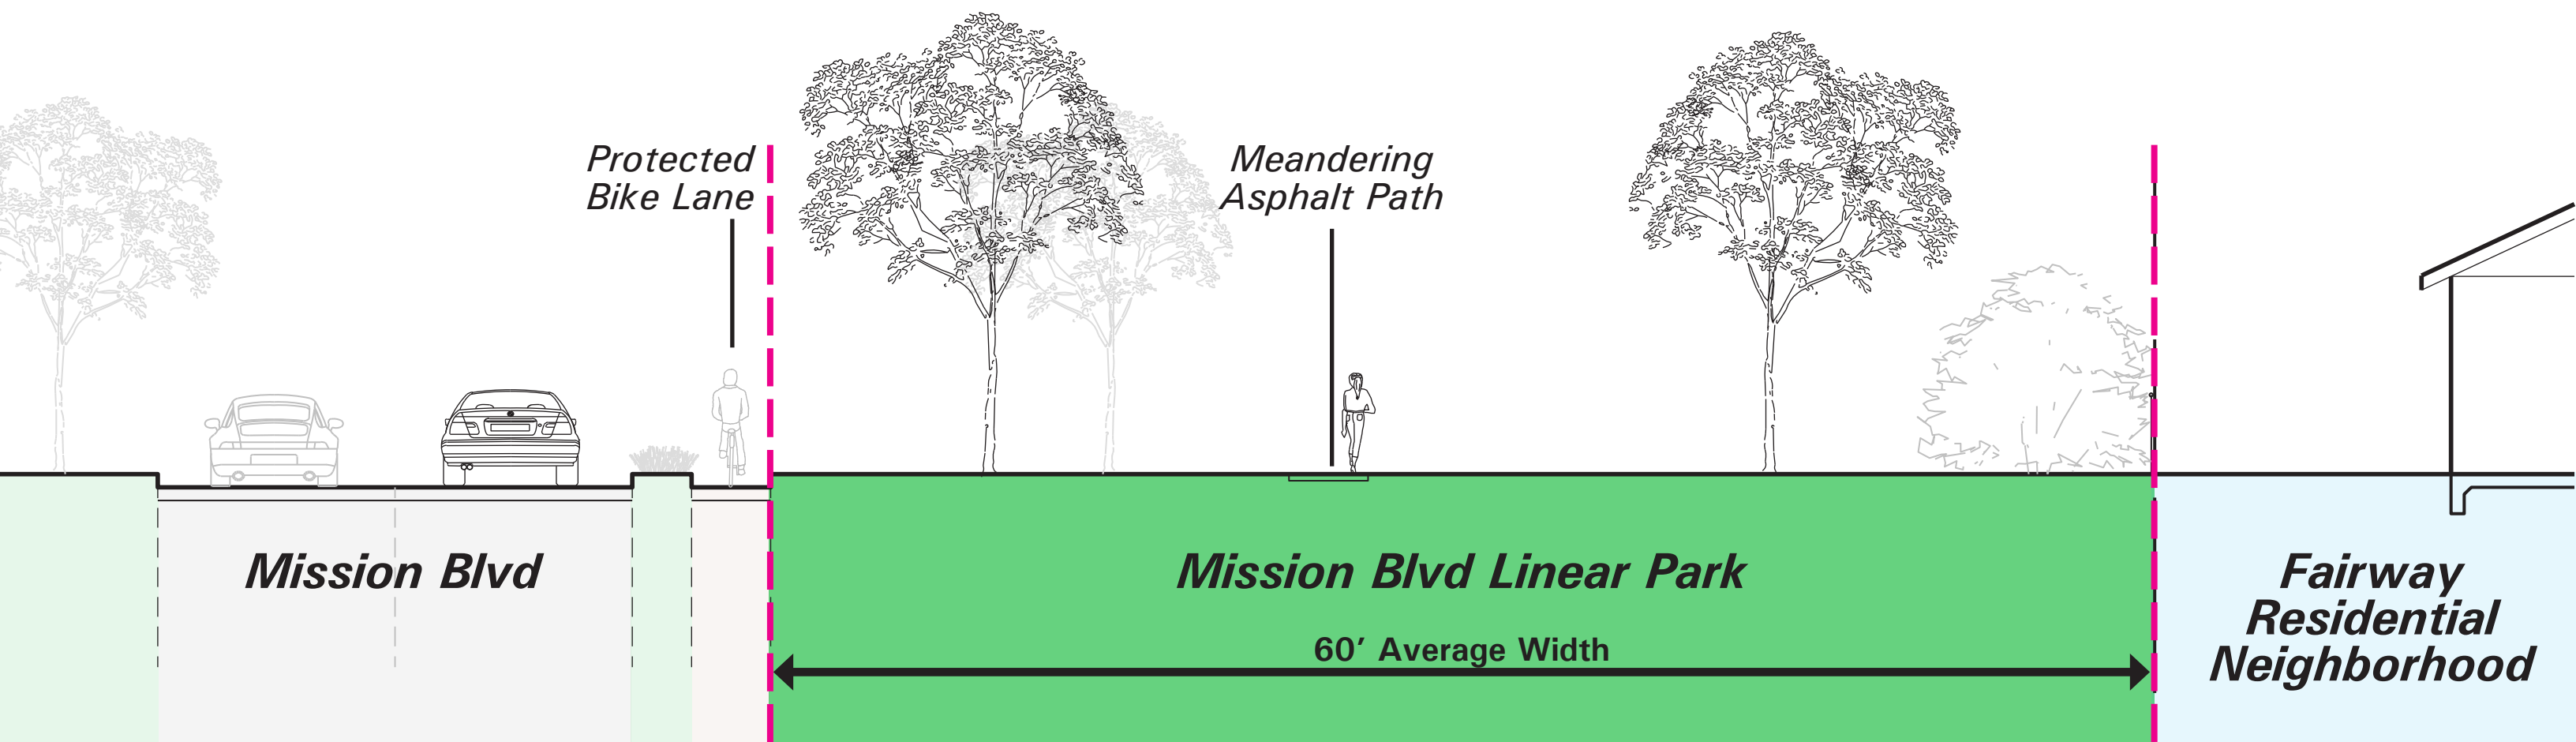 Protected
Bike Lane
Meandering
Asphalt Path
Mission Blvd
Mission Blvd Linear Park
60’ Average Width
Fairway
Residential
Neighborhood